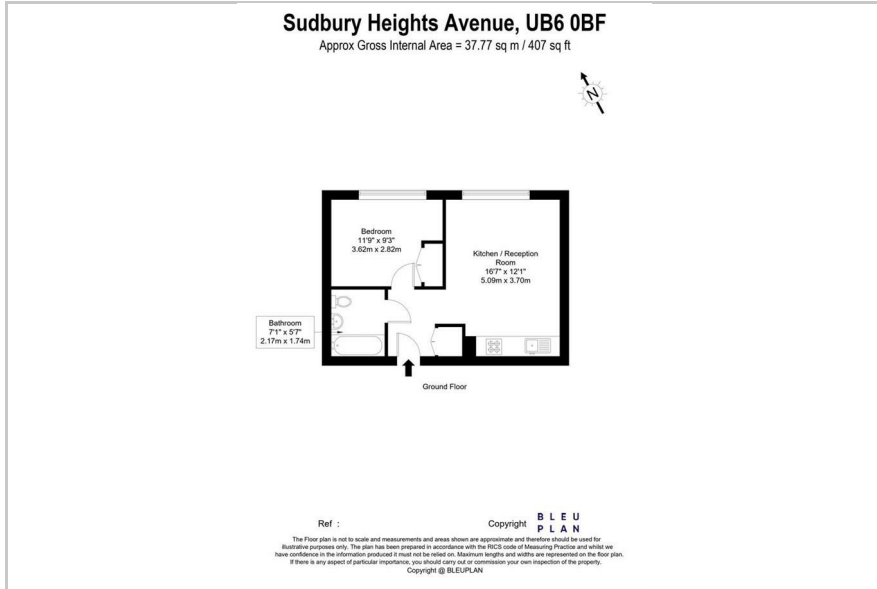 Sudbury Heights Avenue, UB6 0BF
Approx Gross Internal Area = 37.77 sq m / 407 sq ft
N
Bedroom
11'9" x 9'3"
3.62m x 2.82m
Kitchen / Reception
Room
16'7" x 12'1"
5.09m x 3.70m
Bathroom
7'1" x 5'7"
2.17m x 1.74m
Ground Floor
Ref :
Copyright
BLEU
PLAN
The Floor plan is not to scale and measurements and areas shown are approximate and therefore should be used for
illustrative purposes only. The plan has been prepared in accordance with the RICS code of Measuring Practice and whilst we
have confidence in the information produced it must not be relied on. Maximum lengths and widths are represented on the floor plan.
If there is any aspect of particular importance, you should carry out or commission your own inspection of the property.
Copyright @ BLEUPLAN